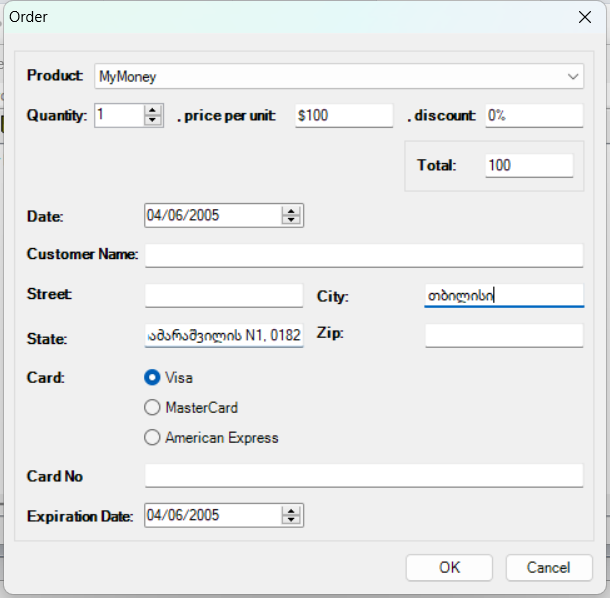 Order
Product: MyMoney
Quantity: 1 , price per unit: $100 , discount: 0%
Total: 100
Date: 04/06/2005
Customer Name:
Street: City: თბილისი
State: ამარაშვილის N1, 0182 Zip:
Card: Visa
MasterCard
American Express
Card No
Expiration Date: 04/06/2005
OK Cancel